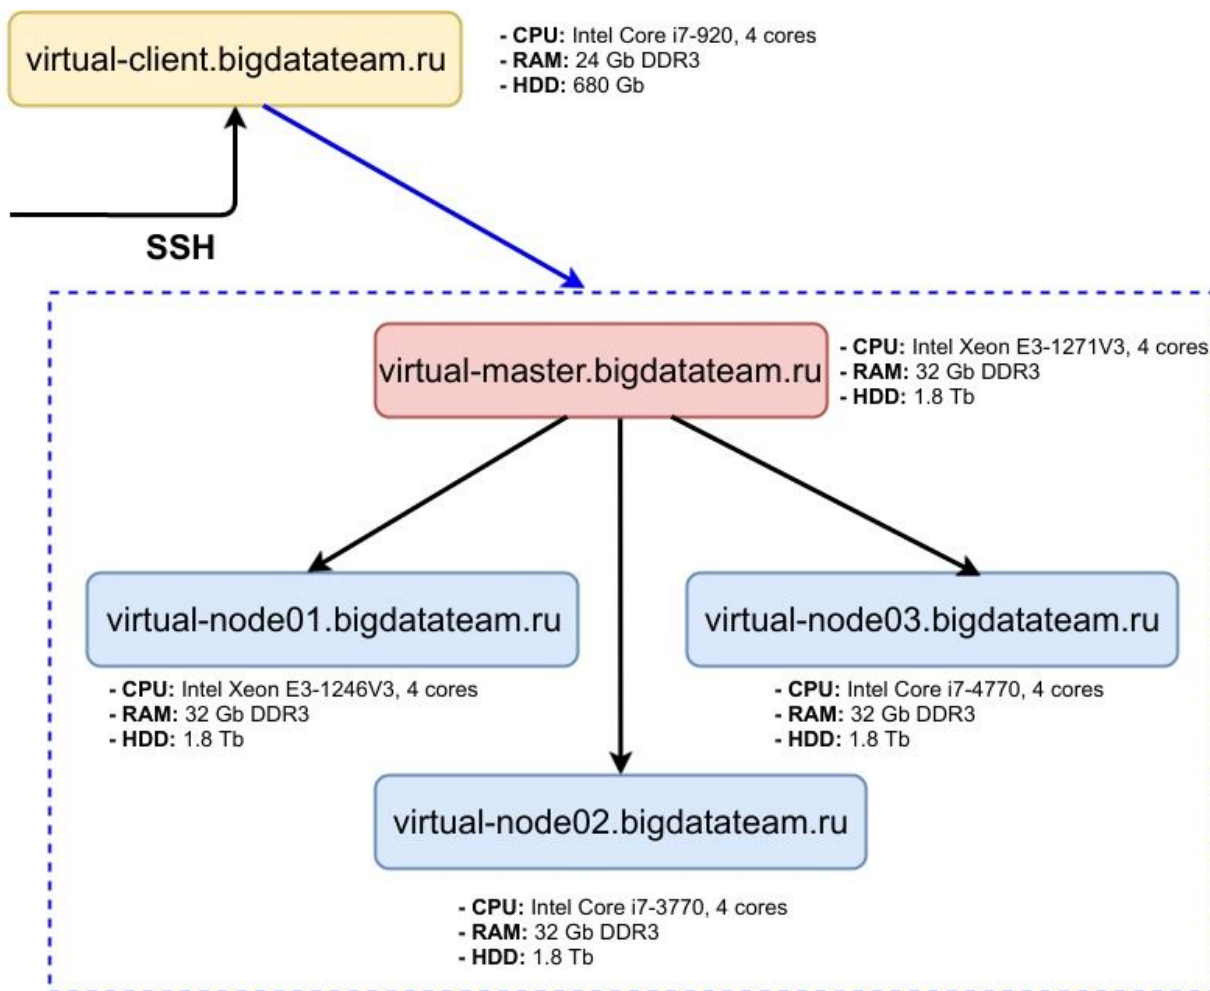 virtual-client.bigdatateam.ru
- CPU: Intel Core i7-920, 4 cores
- RAM: 24 Gb DDR3
- HDD: 680 Gb
SSH
virtual-master.bigdatateam.ru
- CPU: Intel Xeon E3-1271V3, 4 cores
- RAM: 32 Gb DDR3
- HDD: 1.8 Tb
virtual-node01.bigdatateam.ru
- CPU: Intel Xeon E3-1246V3, 4 cores
- RAM: 32 Gb DDR3
- HDD: 1.8 Tb
virtual-node03.bigdatateam.ru
- CPU: Intel Core i7-4770, 4 cores
- RAM: 32 Gb DDR3
- HDD: 1.8 Tb
virtual-node02.bigdatateam.ru
- CPU: Intel Core i7-3770, 4 cores
- RAM: 32 Gb DDR3
- HDD: 1.8 Tb